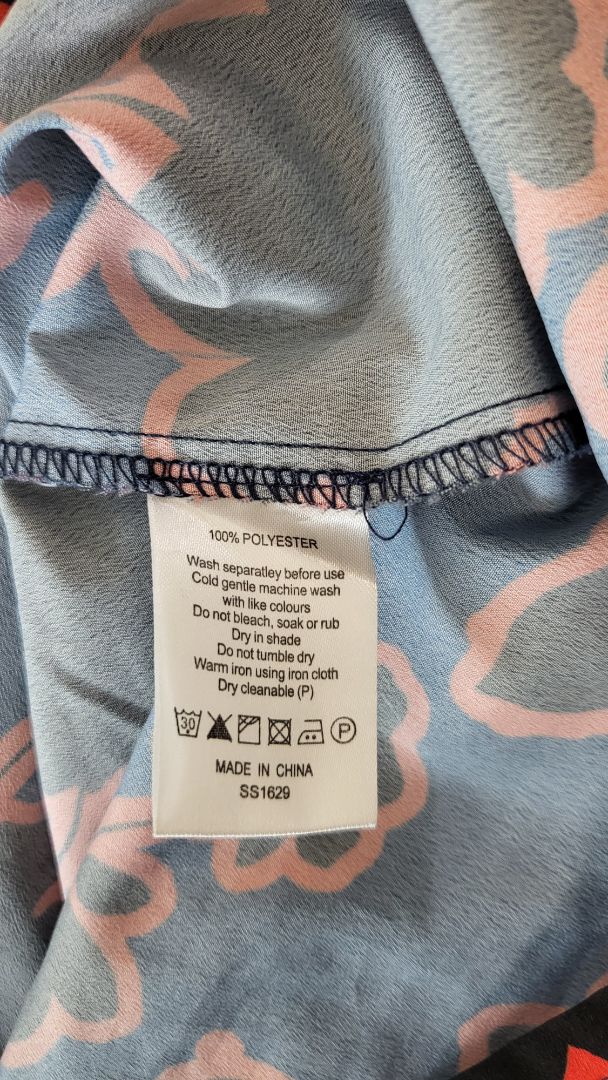 100% POLYESTER
Wash separatley before use
Cold gentle machine wash
with like colours
Do not bleach, soak or rub
Dry in shade
Do not tumble dry
Warm iron using iron cloth
Dry cleanable (P)
30 P
MADE IN CHINA
SS1629